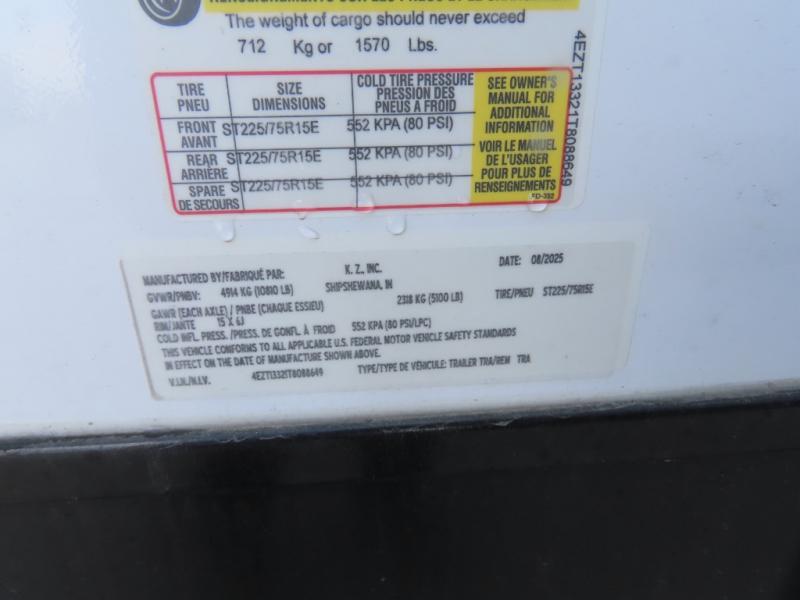 The weight of cargo should never exceed
712 Kg or 1570 Lbs.
TIRE PNEU SIZE DIMENSIONS COLD TIRE PRESSURE PRESSION DES PNEUS A FROID
FRONT AVANT ST225/75R15E 552 KPA (80 PSI)
REAR ARRIÈRE ST225/75R15E 552 KPA (80 PSI)
SPARE DE SECOURS ST225/75R15E 552 KPA (80 PSI)
SEE OWNER'S
MANUAL FOR
ADDITIONAL
INFORMATION
VOIR LE MANUEL
DE L'USAGER
POUR PLUS DE
RENSEIGNEMENTS
4EZT13321T8088649
MANUFACTURED BY/FABRIQUÉ PAR: K. Z., INC. DATE: 08/2025
SHIPSHEWANA, IN
GVWR/PNBV: 4914 KG (10810 LB)
GAWR (EACH AXLE) / PNBE (CHAQUE ESSIEU) 2318 KG (5100 LB) TIRE/PNEU ST225/75R15E
RIM/JANTE 15 X 6J
COLD INFL. PRESS. /PRESS. DE GONFL. À FROID 552 KPA (80 PSI/LPC)
THIS VEHICLE CONFORMS TO ALL APPLICABLE U.S. FEDERAL MOTOR VEHICLE SAFETY STANDARDS
IN EFFECT ON THE DATE OF MANUFACTURE SHOWN ABOVE.
V.I.N./N.I.V. 4EZT13321T8088649 TYPE/TYPE DE VÉHICULE: TRAILER TRA/REM TRA